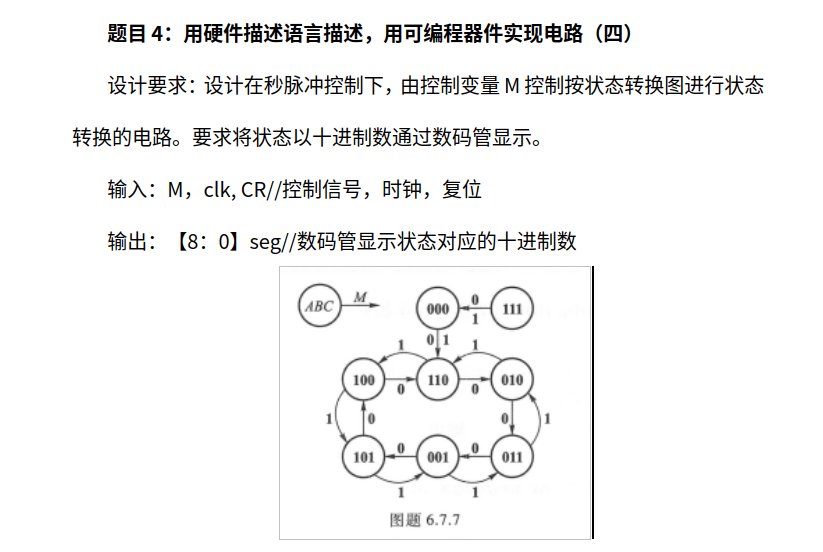 题目 4：用硬件描述语言描述，用可编程器件实现电路（四）
设计要求：设计在秒脉冲控制下，由控制变量 M 控制按状态转换图进行状态
转换的电路。要求将状态以十进制数通过数码管显示。
输入：M，clk, CR//控制信号，时钟，复位
输出：【8：0】seg//数码管显示状态对应的十进制数
ABC M 000 0 111
1
1 0 1 1
100 110 010
0 0
1 0 0 1
0 0
101 001 011
1 1
图题 6.7.7